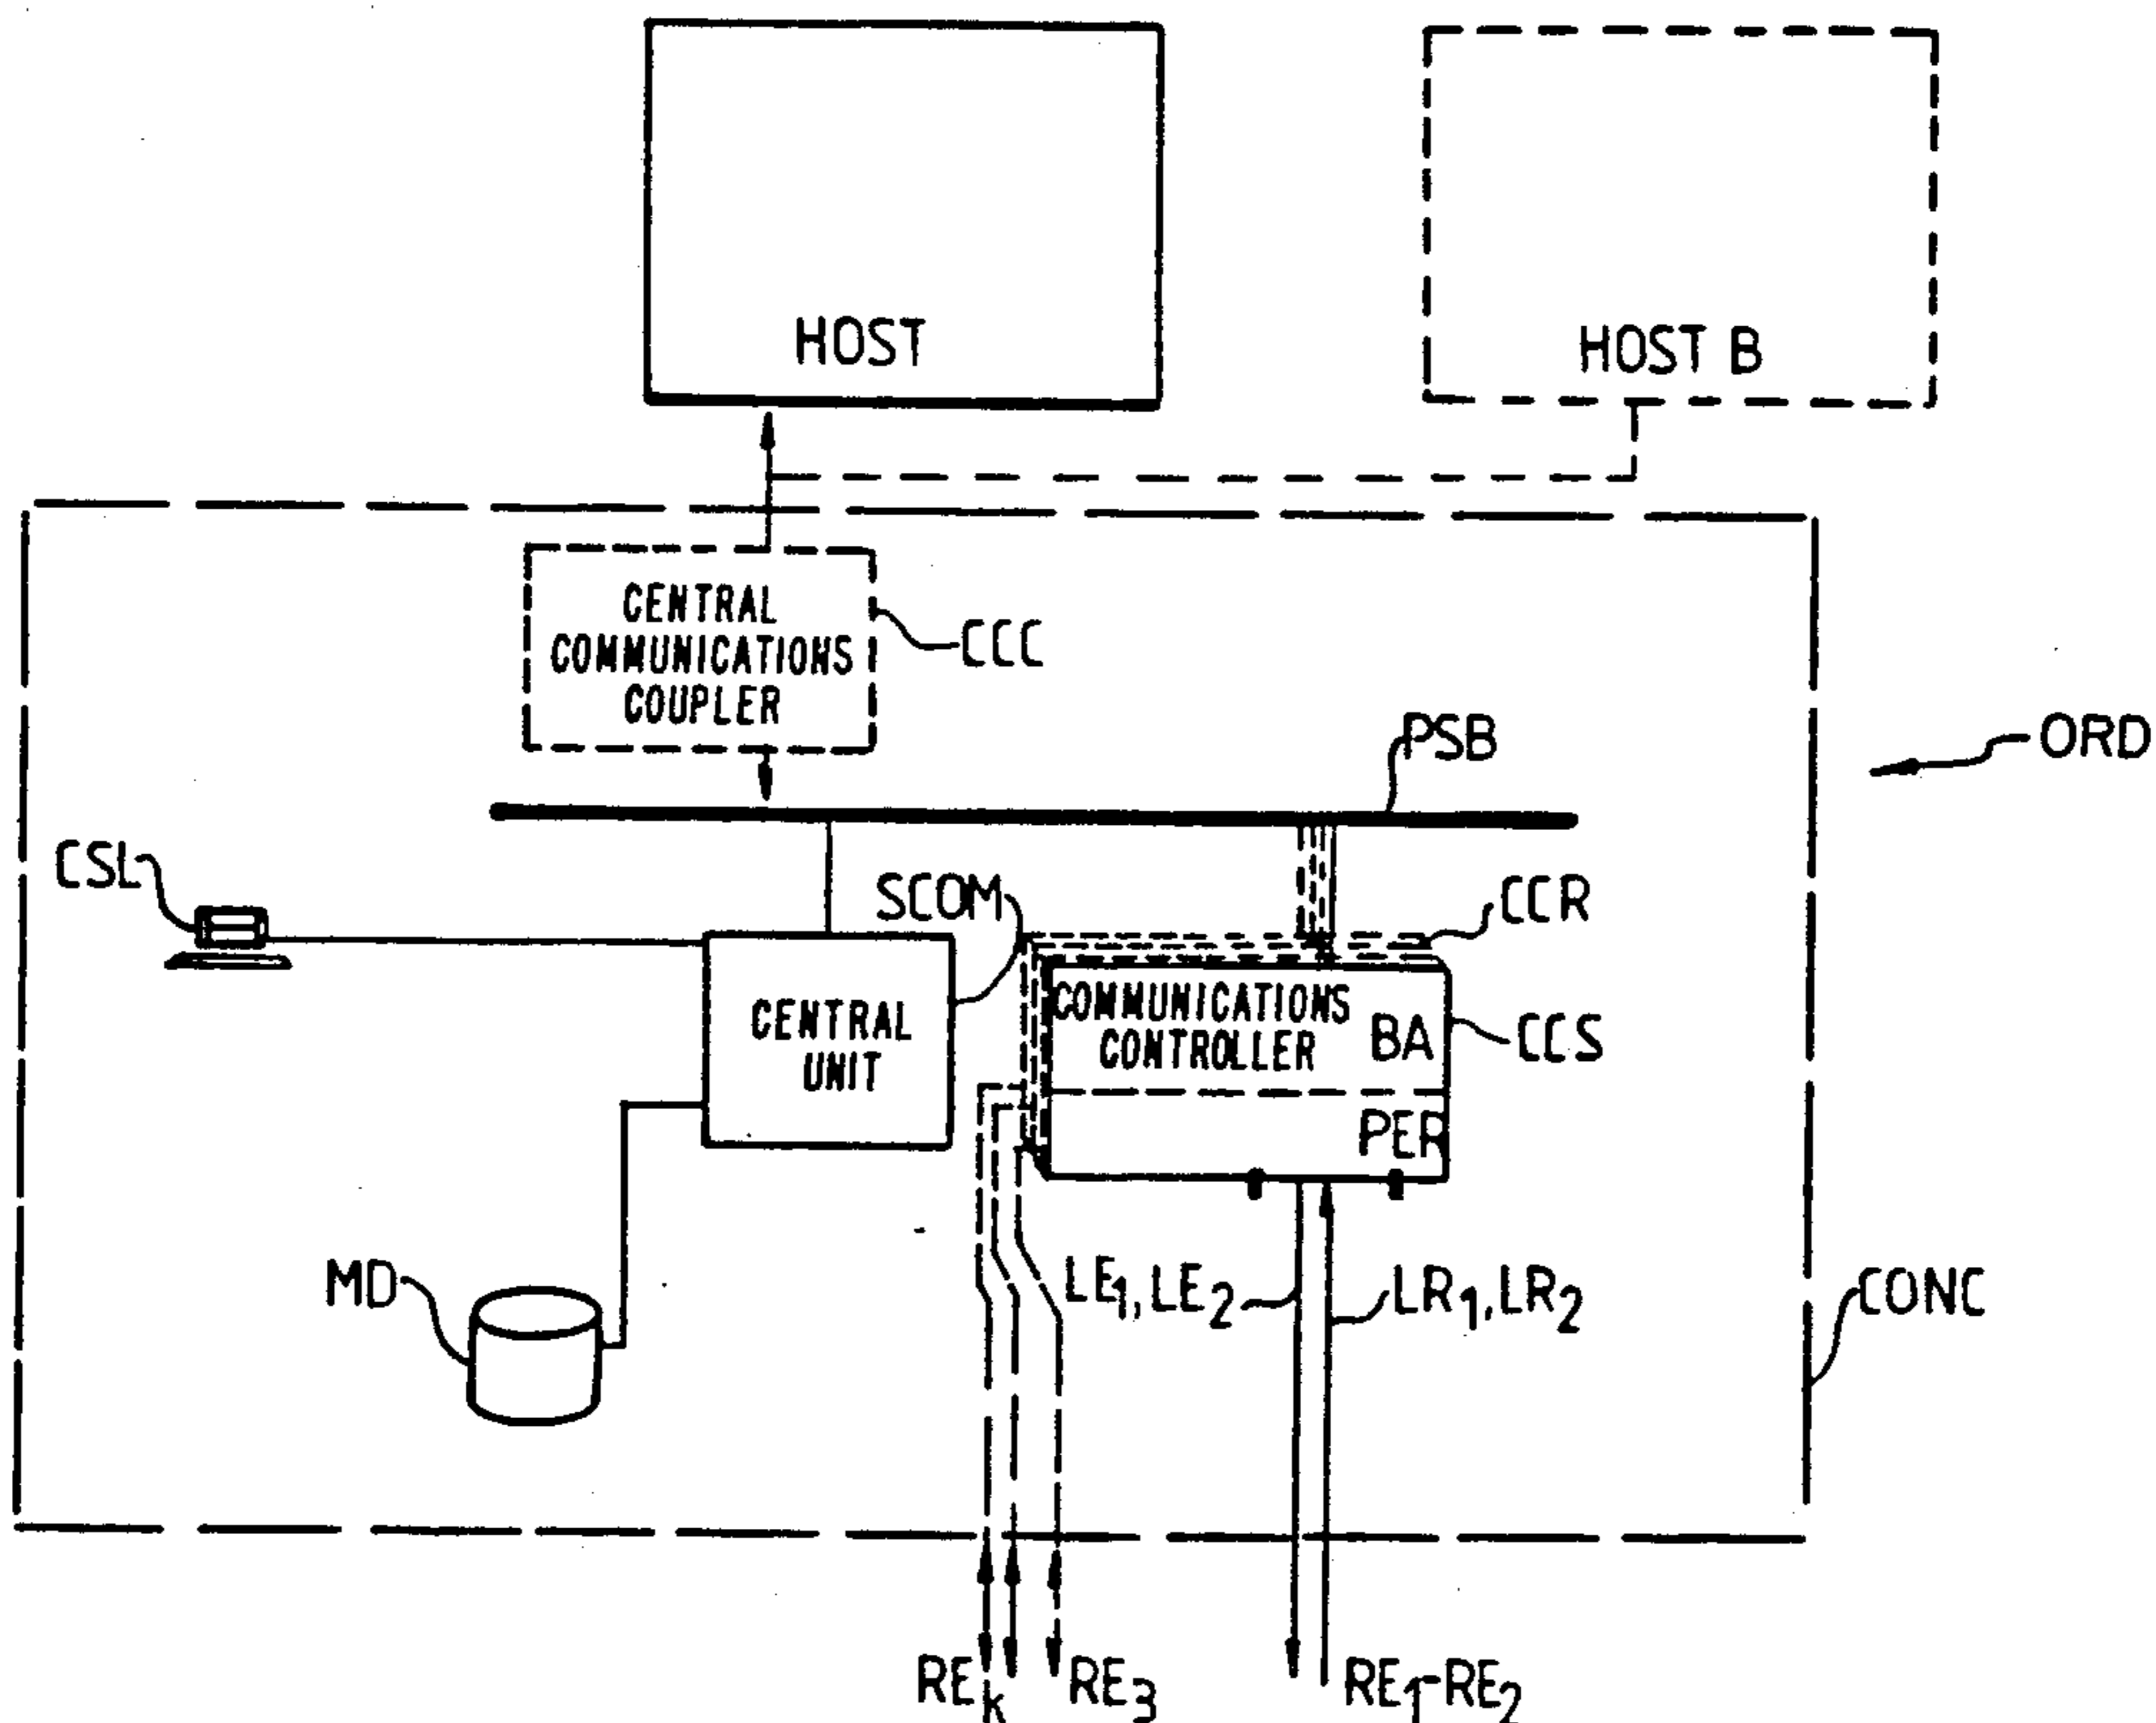 HOST
HOST B
CENTRAL
COMMUNICATIONS
COUPLER
CCC
PSB
ORD
CSL
SCOM
CCR
CENTRAL
UNIT
COMMUNICATIONS
CONTROLLER
BA
CCS
PER
MD
LE1, LE2
LR1, LR2
CONC
REK
RE3
RE1-RE2